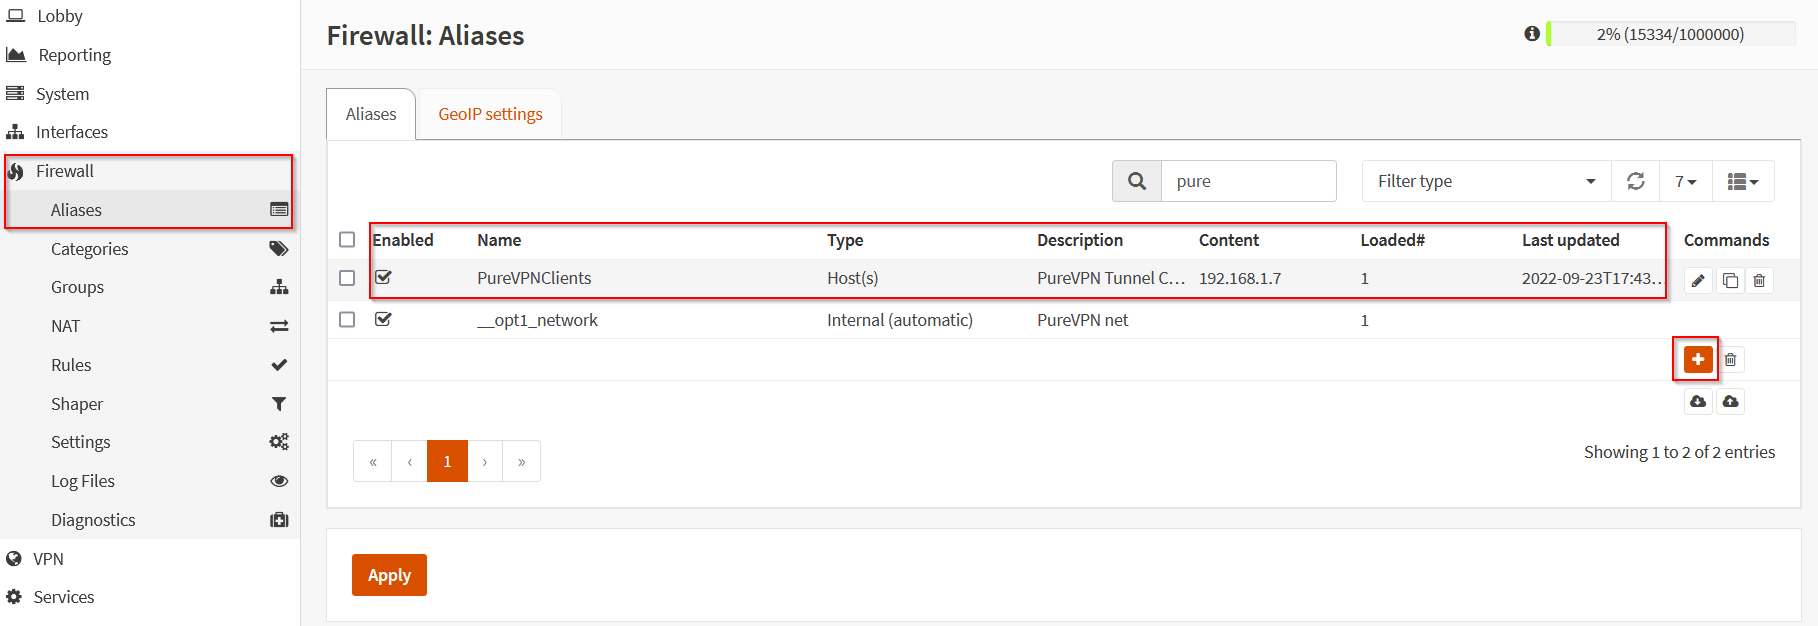 Lobby
Reporting
System
Interfaces
Firewall
Aliases
Categories
Groups
NAT
Rules
Shaper
Settings
Log Files
Diagnostics
VPN
Services
Firewall: Aliases
2% (15334/1000000)
Aliases GeoIP settings
pure Filter type 7
Enabled Name Type Description Content Loaded# Last updated Commands
PureVPNClients Host(s) PureVPN Tunnel C... 192.168.1.7 1 2022-09-23T17:43...
__opt1_network Internal (automatic) PureVPN net 1
« ‹ 1 › »
Showing 1 to 2 of 2 entries
Apply